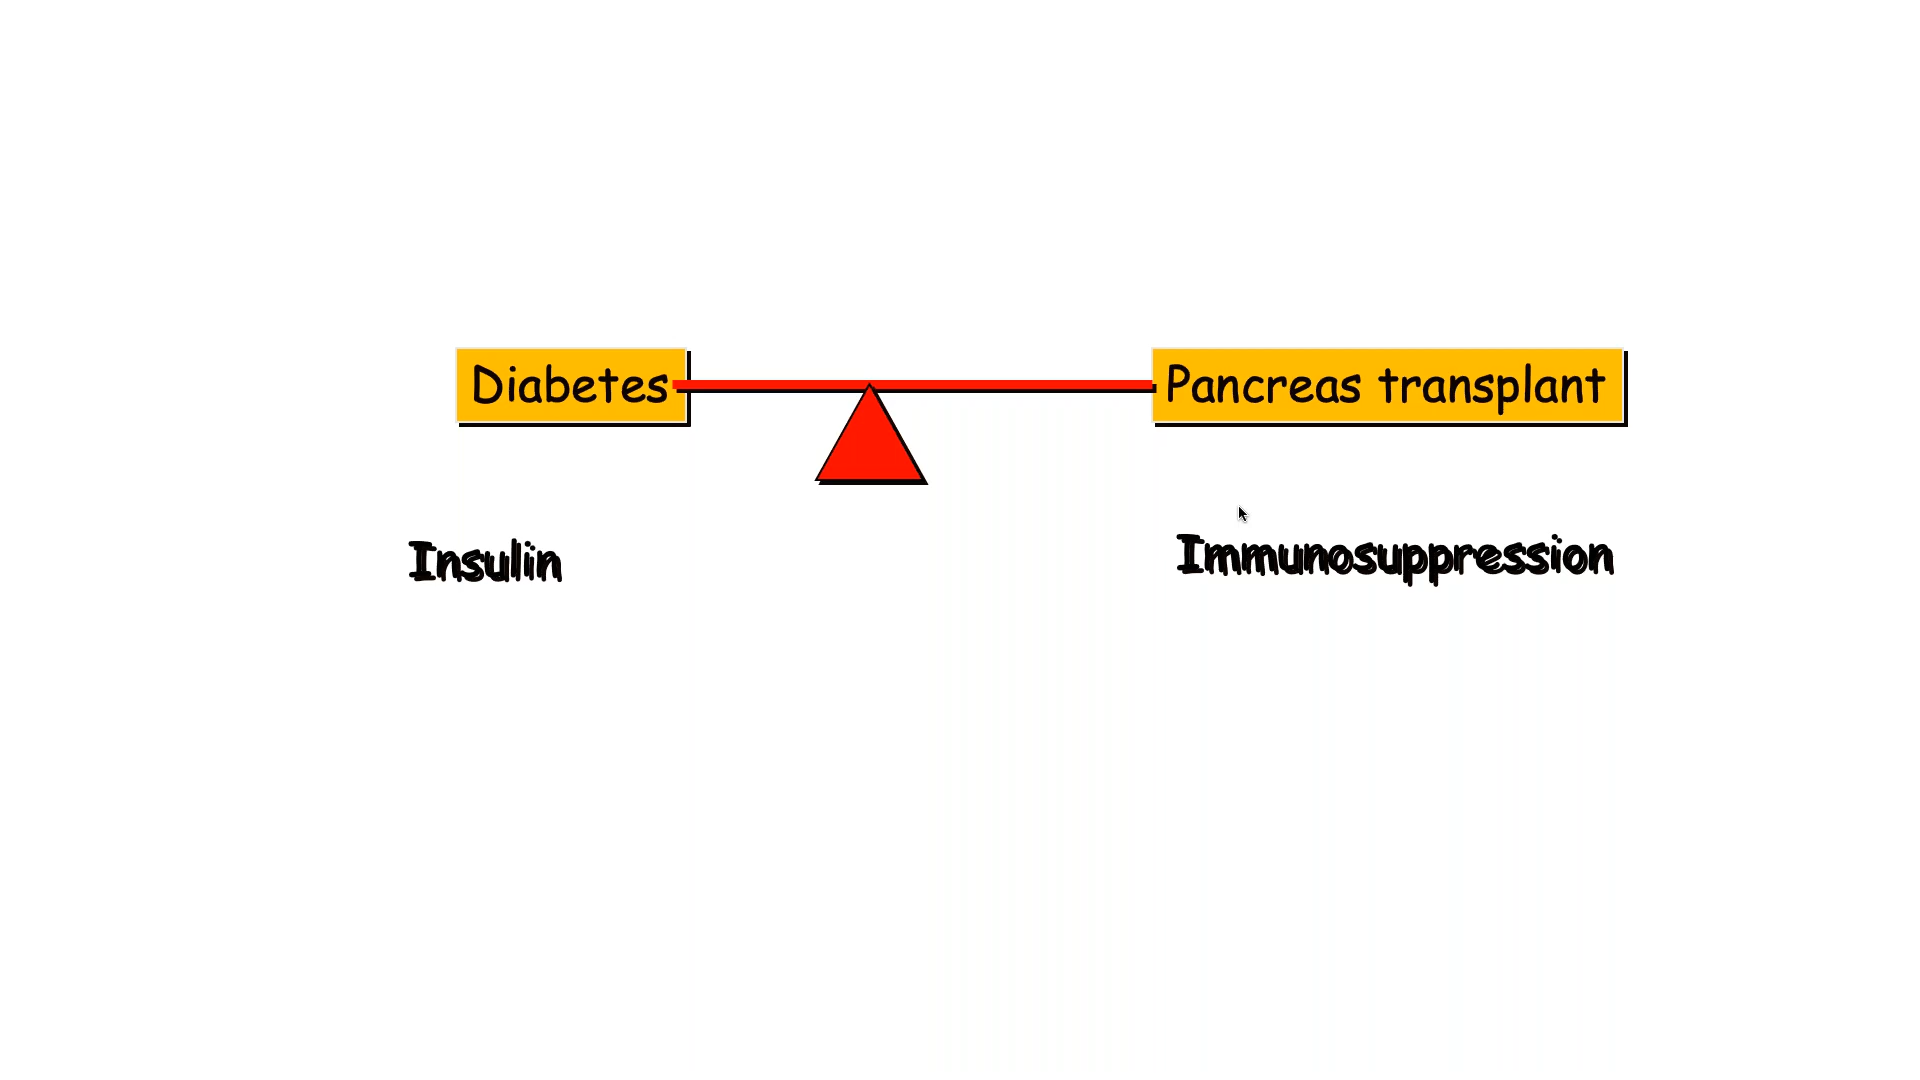 Diabetes
Pancreas transplant
Insulin
Immunosuppression